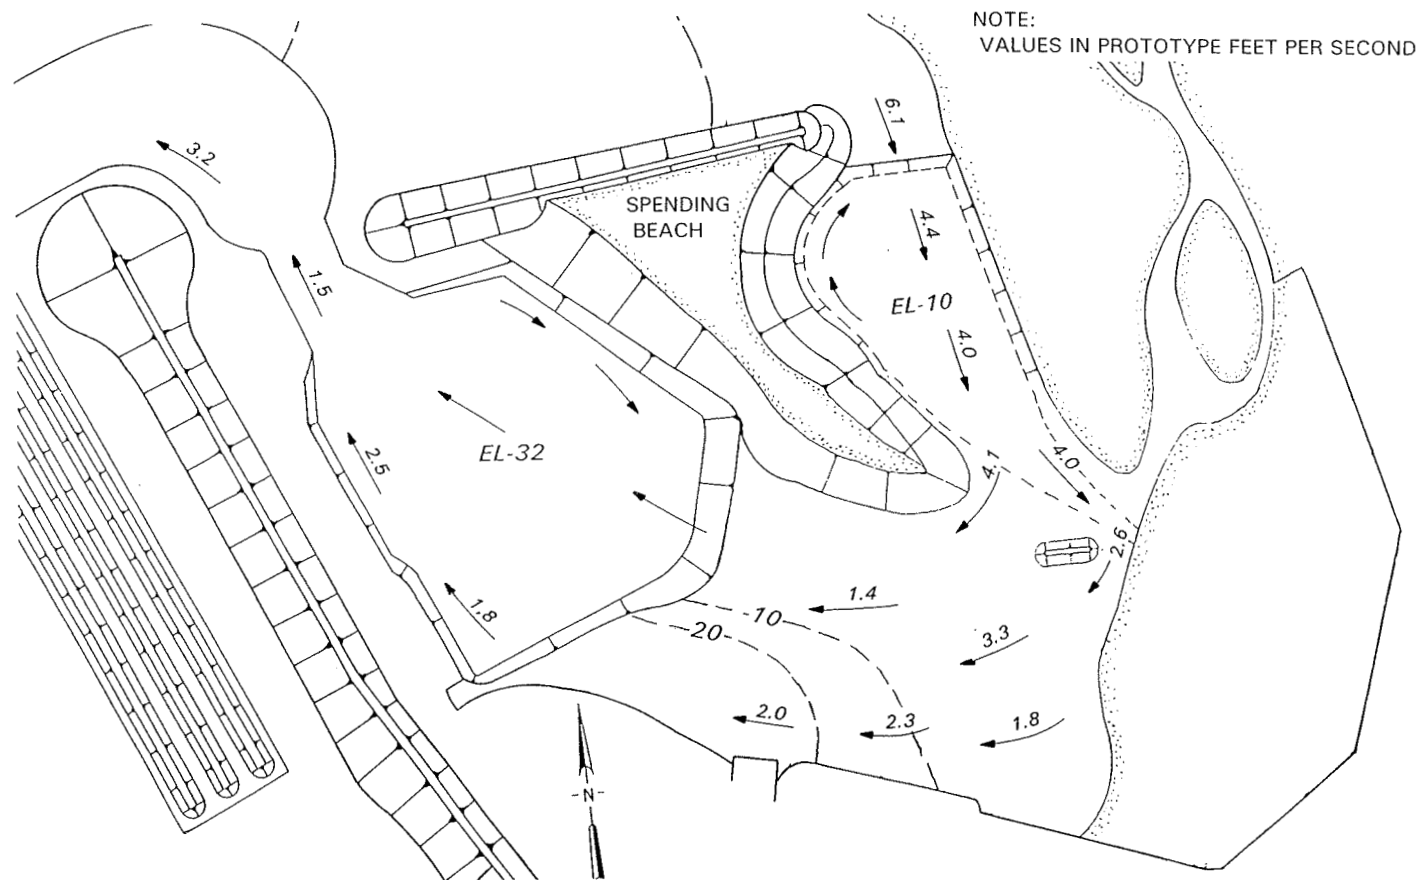 NOTE:
VALUES IN PROTOTYPE FEET PER SECOND
6.1
3.2
SPENDING
BEACH
4.4
1.5
EL-10
4.0
EL-32
2.5
4.1
4.0
2.6
1.8
1.4
-10-
-20
3.3
2.0
2.3
1.8
-N-